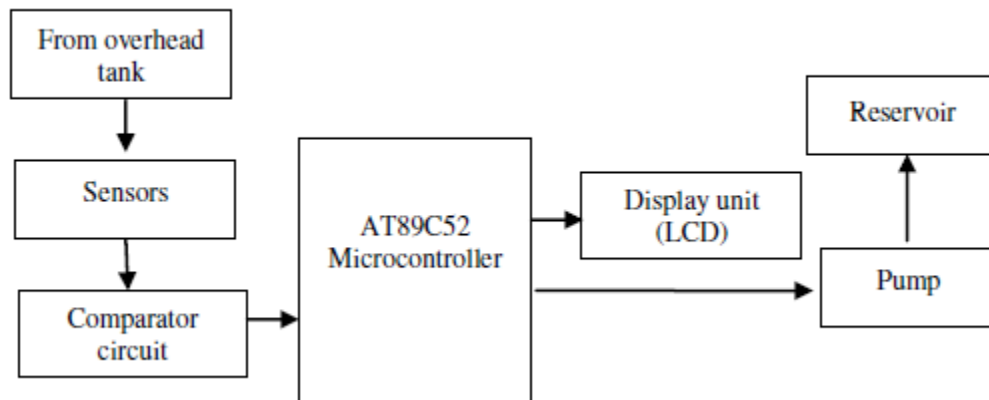 From overhead
tank
Sensors
Comparator
circuit
AT89C52
Microcontroller
Display unit
(LCD)
Reservoir
Pump